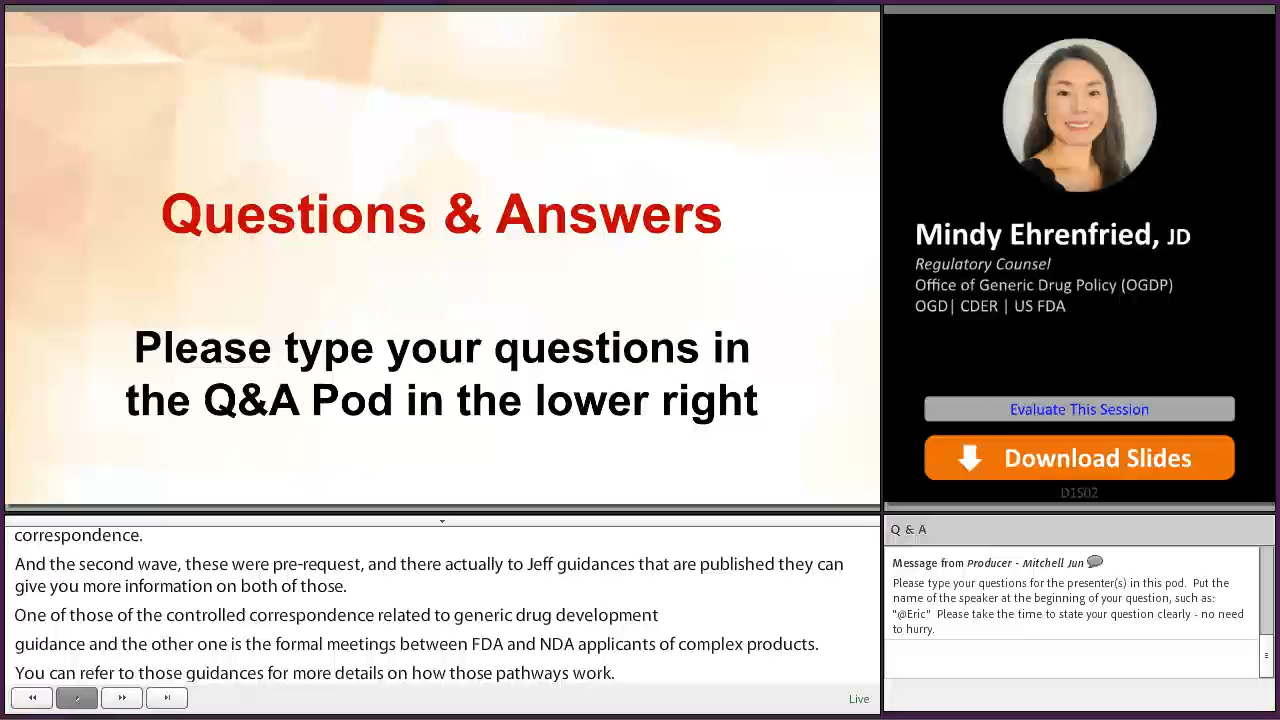 Questions & Answers
Please type your questions in
the Q&A Pod in the lower right
Mindy Ehrenfried, JD
Regulatory Counsel
Office of Generic Drug Policy (OGDP)
OGD| CDER | US FDA
Evaluate This Session
Download Slides
D1S02
correspondence.
And the second wave, these were pre-request, and there actually to Jeff guidances that are published they can
give you more information on both of those.
One of those of the controlled correspondence related to generic drug development
guidance and the other one is the formal meetings between FDA and NDA applicants of complex products.
You can refer to those guidances for more details on how those pathways work.
Live
Q & A
Message from Producer - Mitchell Jun
Please type your questions for the presenter(s) in this pod. Put the
name of the speaker at the beginning of your question, such as:
"@Eric" Please take the time to state your question clearly - no need
to hurry.